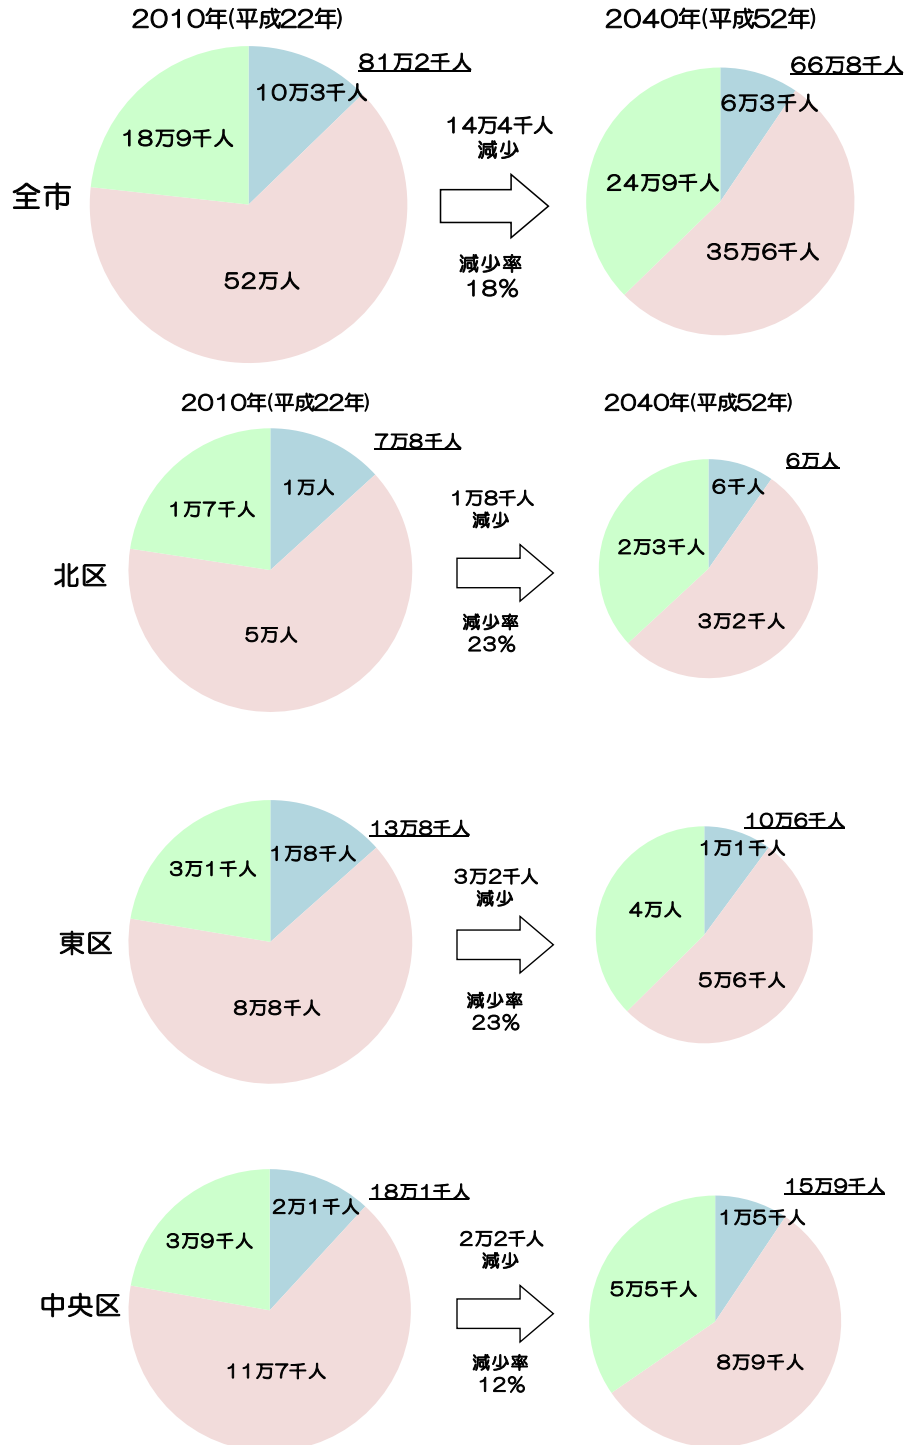 2010年(平成22年)
2040年(平成52年)
全市
81万2千人
10万3千人
18万9千人
52万人
14万4千人
減少
減少率
18%
66万8千人
6万3千人
24万9千人
35万6千人
2010年(平成22年)
2040年(平成52年)
北区
7万8千人
1万人
1万7千人
5万人
1万8千人
減少
減少率
23%
6万人
6千人
2万3千人
3万2千人
東区
13万8千人
1万8千人
3万1千人
8万8千人
3万2千人
減少
減少率
23%
10万6千人
1万1千人
4万人
5万6千人
中央区
18万1千人
2万1千人
3万9千人
11万7千人
2万2千人
減少
減少率
12%
15万9千人
1万5千人
5万5千人
8万9千人